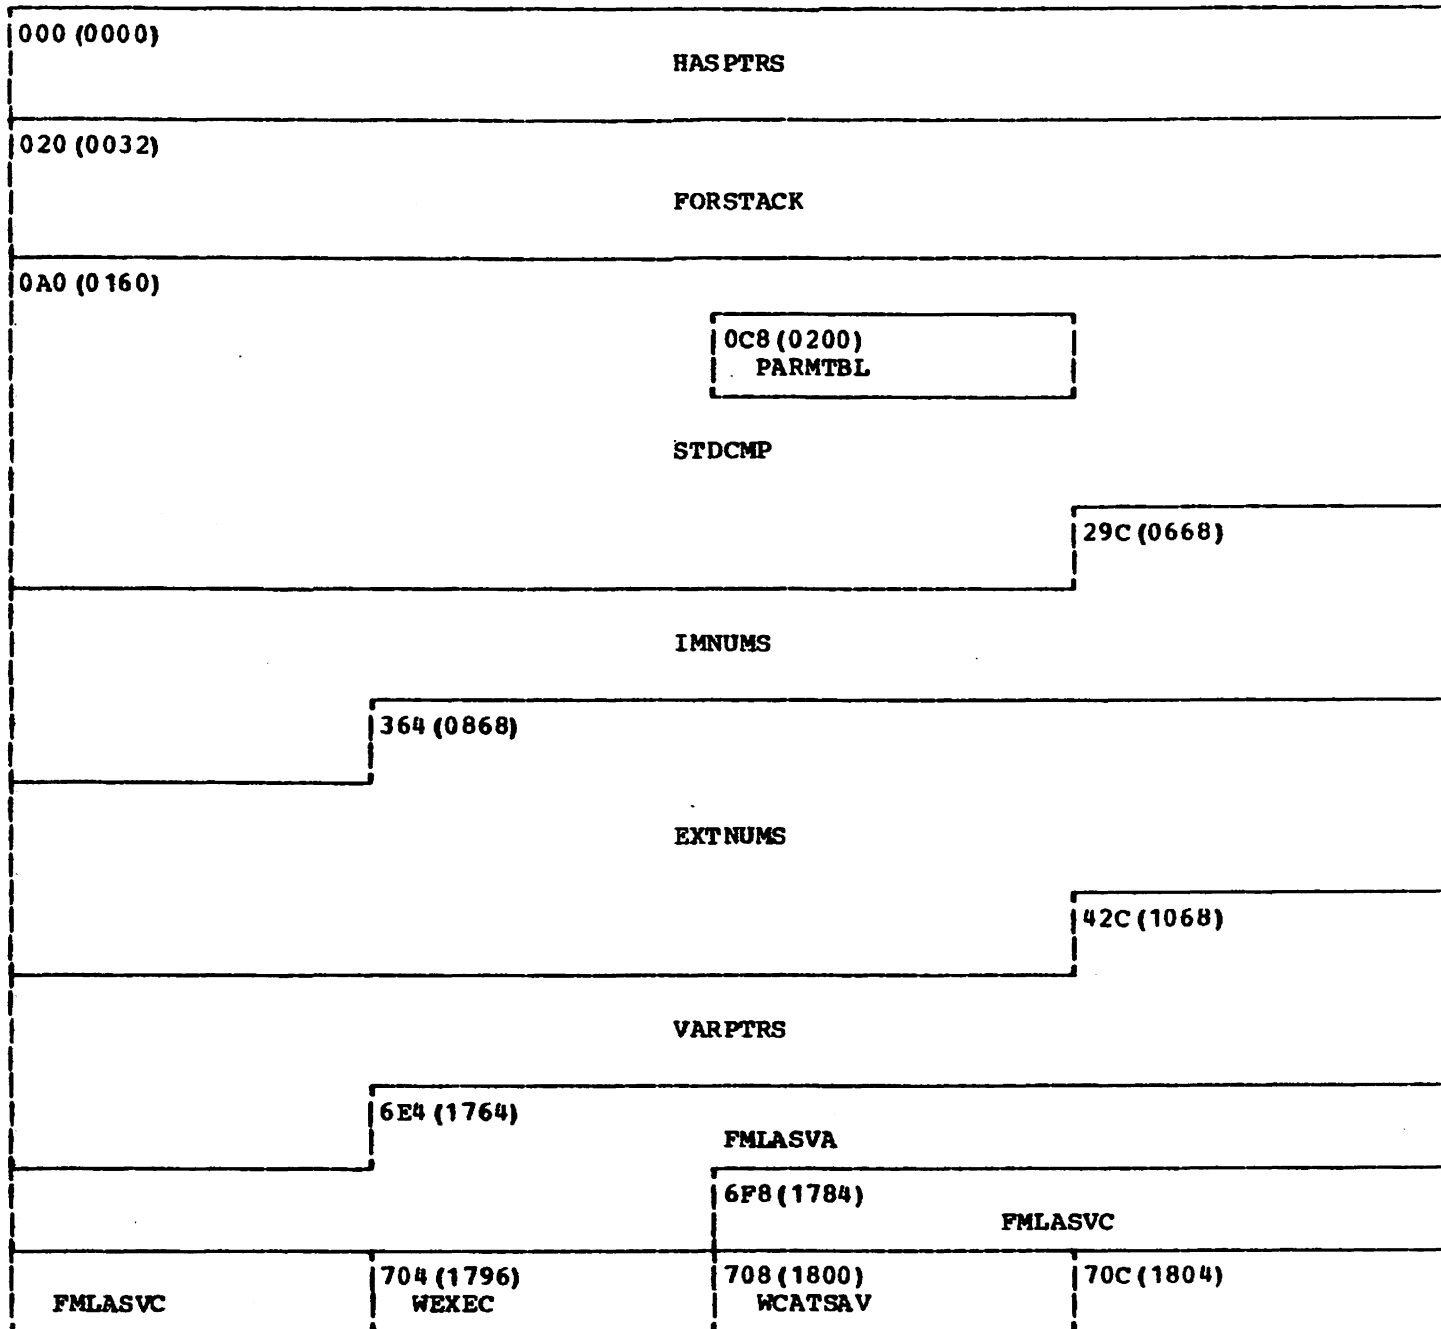 000 (0000)
HASPTRS
020 (0032)
FORSTACK
0A0 (0160)
0C8 (0200)
PARMTBL
STDCMP
29C (0668)
IMNUMS
364 (0868)
EXTNUMS
42C (1068)
VARPTRS
6E4 (1764)
FMLASVA
6F8 (1784)
FMLASVC
704 (1796) 708 (1800) 70C (1804)
FMLASVC WEXEC WCATSAV